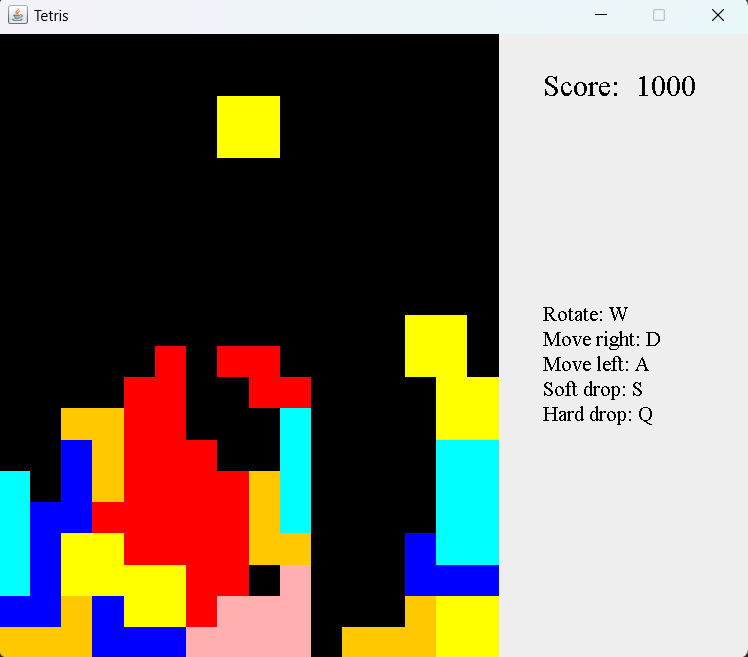 Tetris
Score: 1000
Rotate: W
Move right: D
Move left: A
Soft drop: S
Hard drop: Q